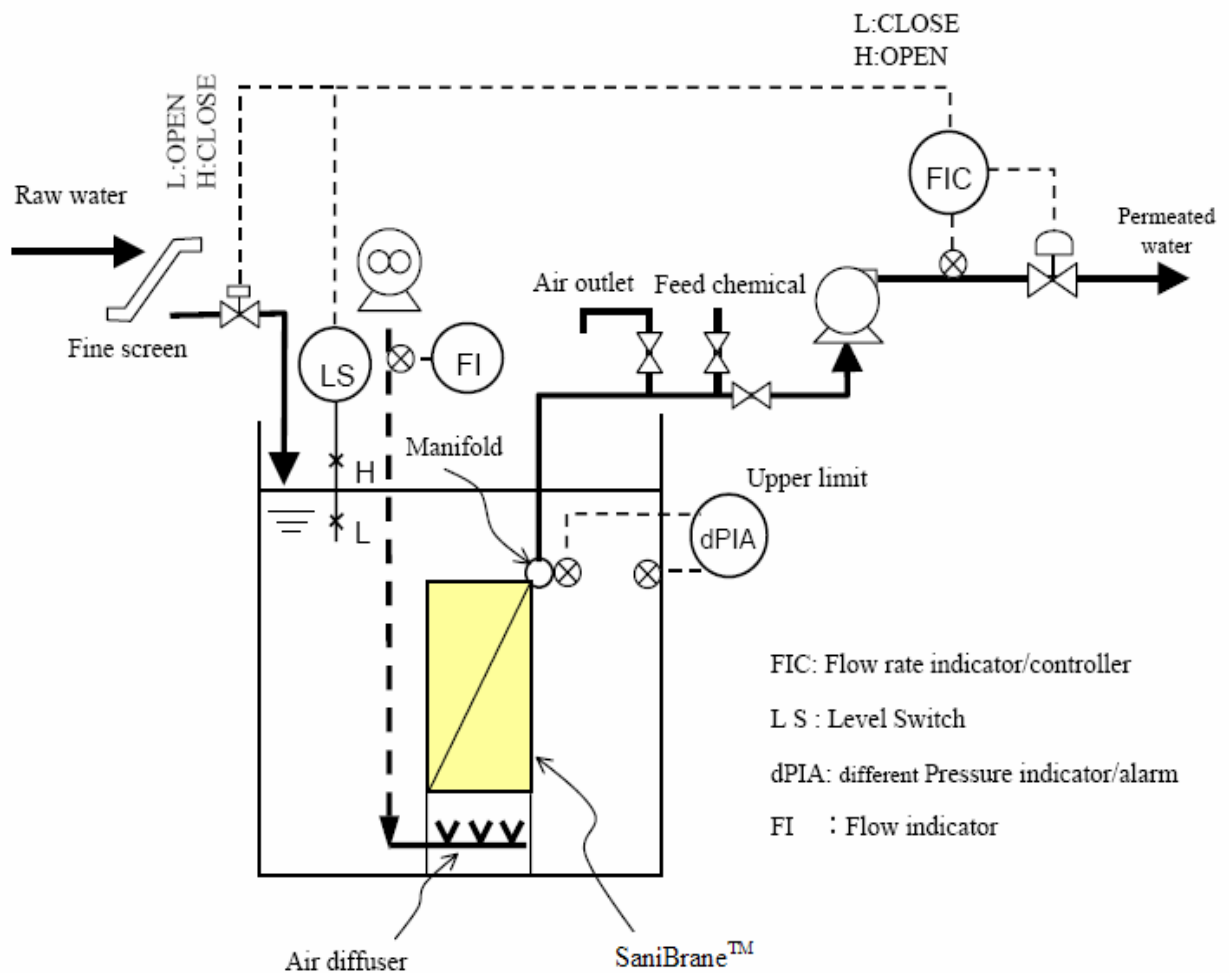 L:CLOSE
H:OPEN
L:OPEN
H:CLOSE
Raw water
FIC
Permeated
water
Air outlet
Feed chemical
Fine screen
LS
FI
Manifold
H
Upper limit
L
dPIA
FIC: Flow rate indicator/controller
L S : Level Switch
dPIA: different Pressure indicator/alarm
FI : Flow indicator
Air diffuser
SaniBrane™